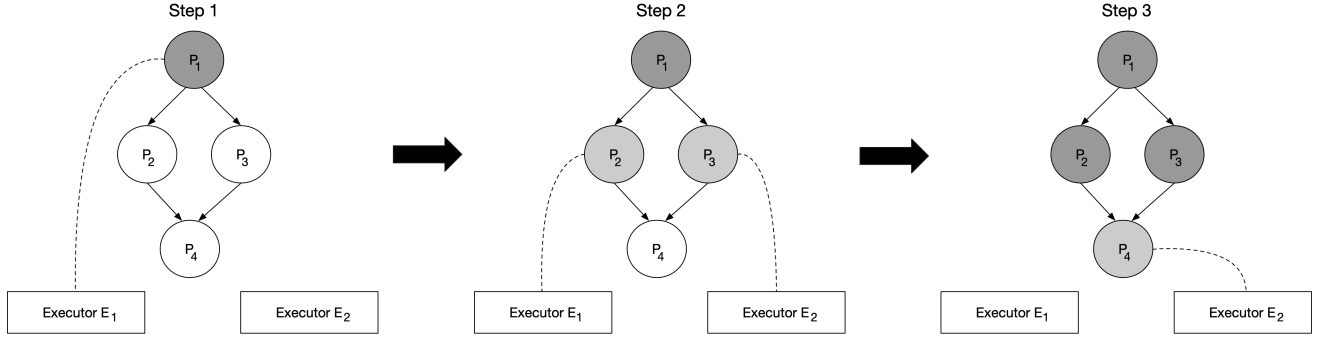 Step 1
P1
P2
P3
P4
Executor E1
Executor E2
Step 2
P1
P2
P3
P4
Executor E1
Executor E2
Step 3
P1
P2
P3
P4
Executor E1
Executor E2